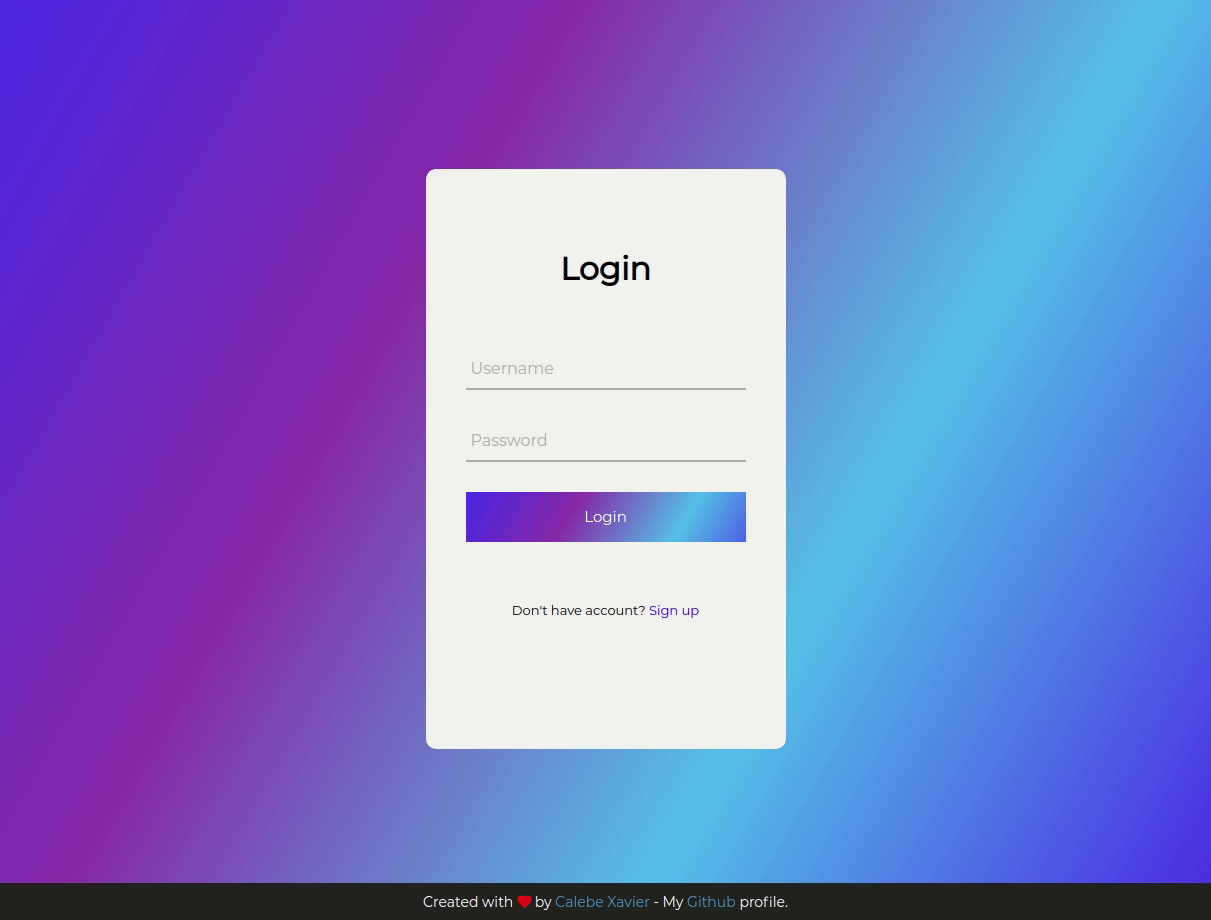 Login
Username
Password
Login
Don't have account? Sign up
Created with ❤ by Calebe Xavier - My Github profile.